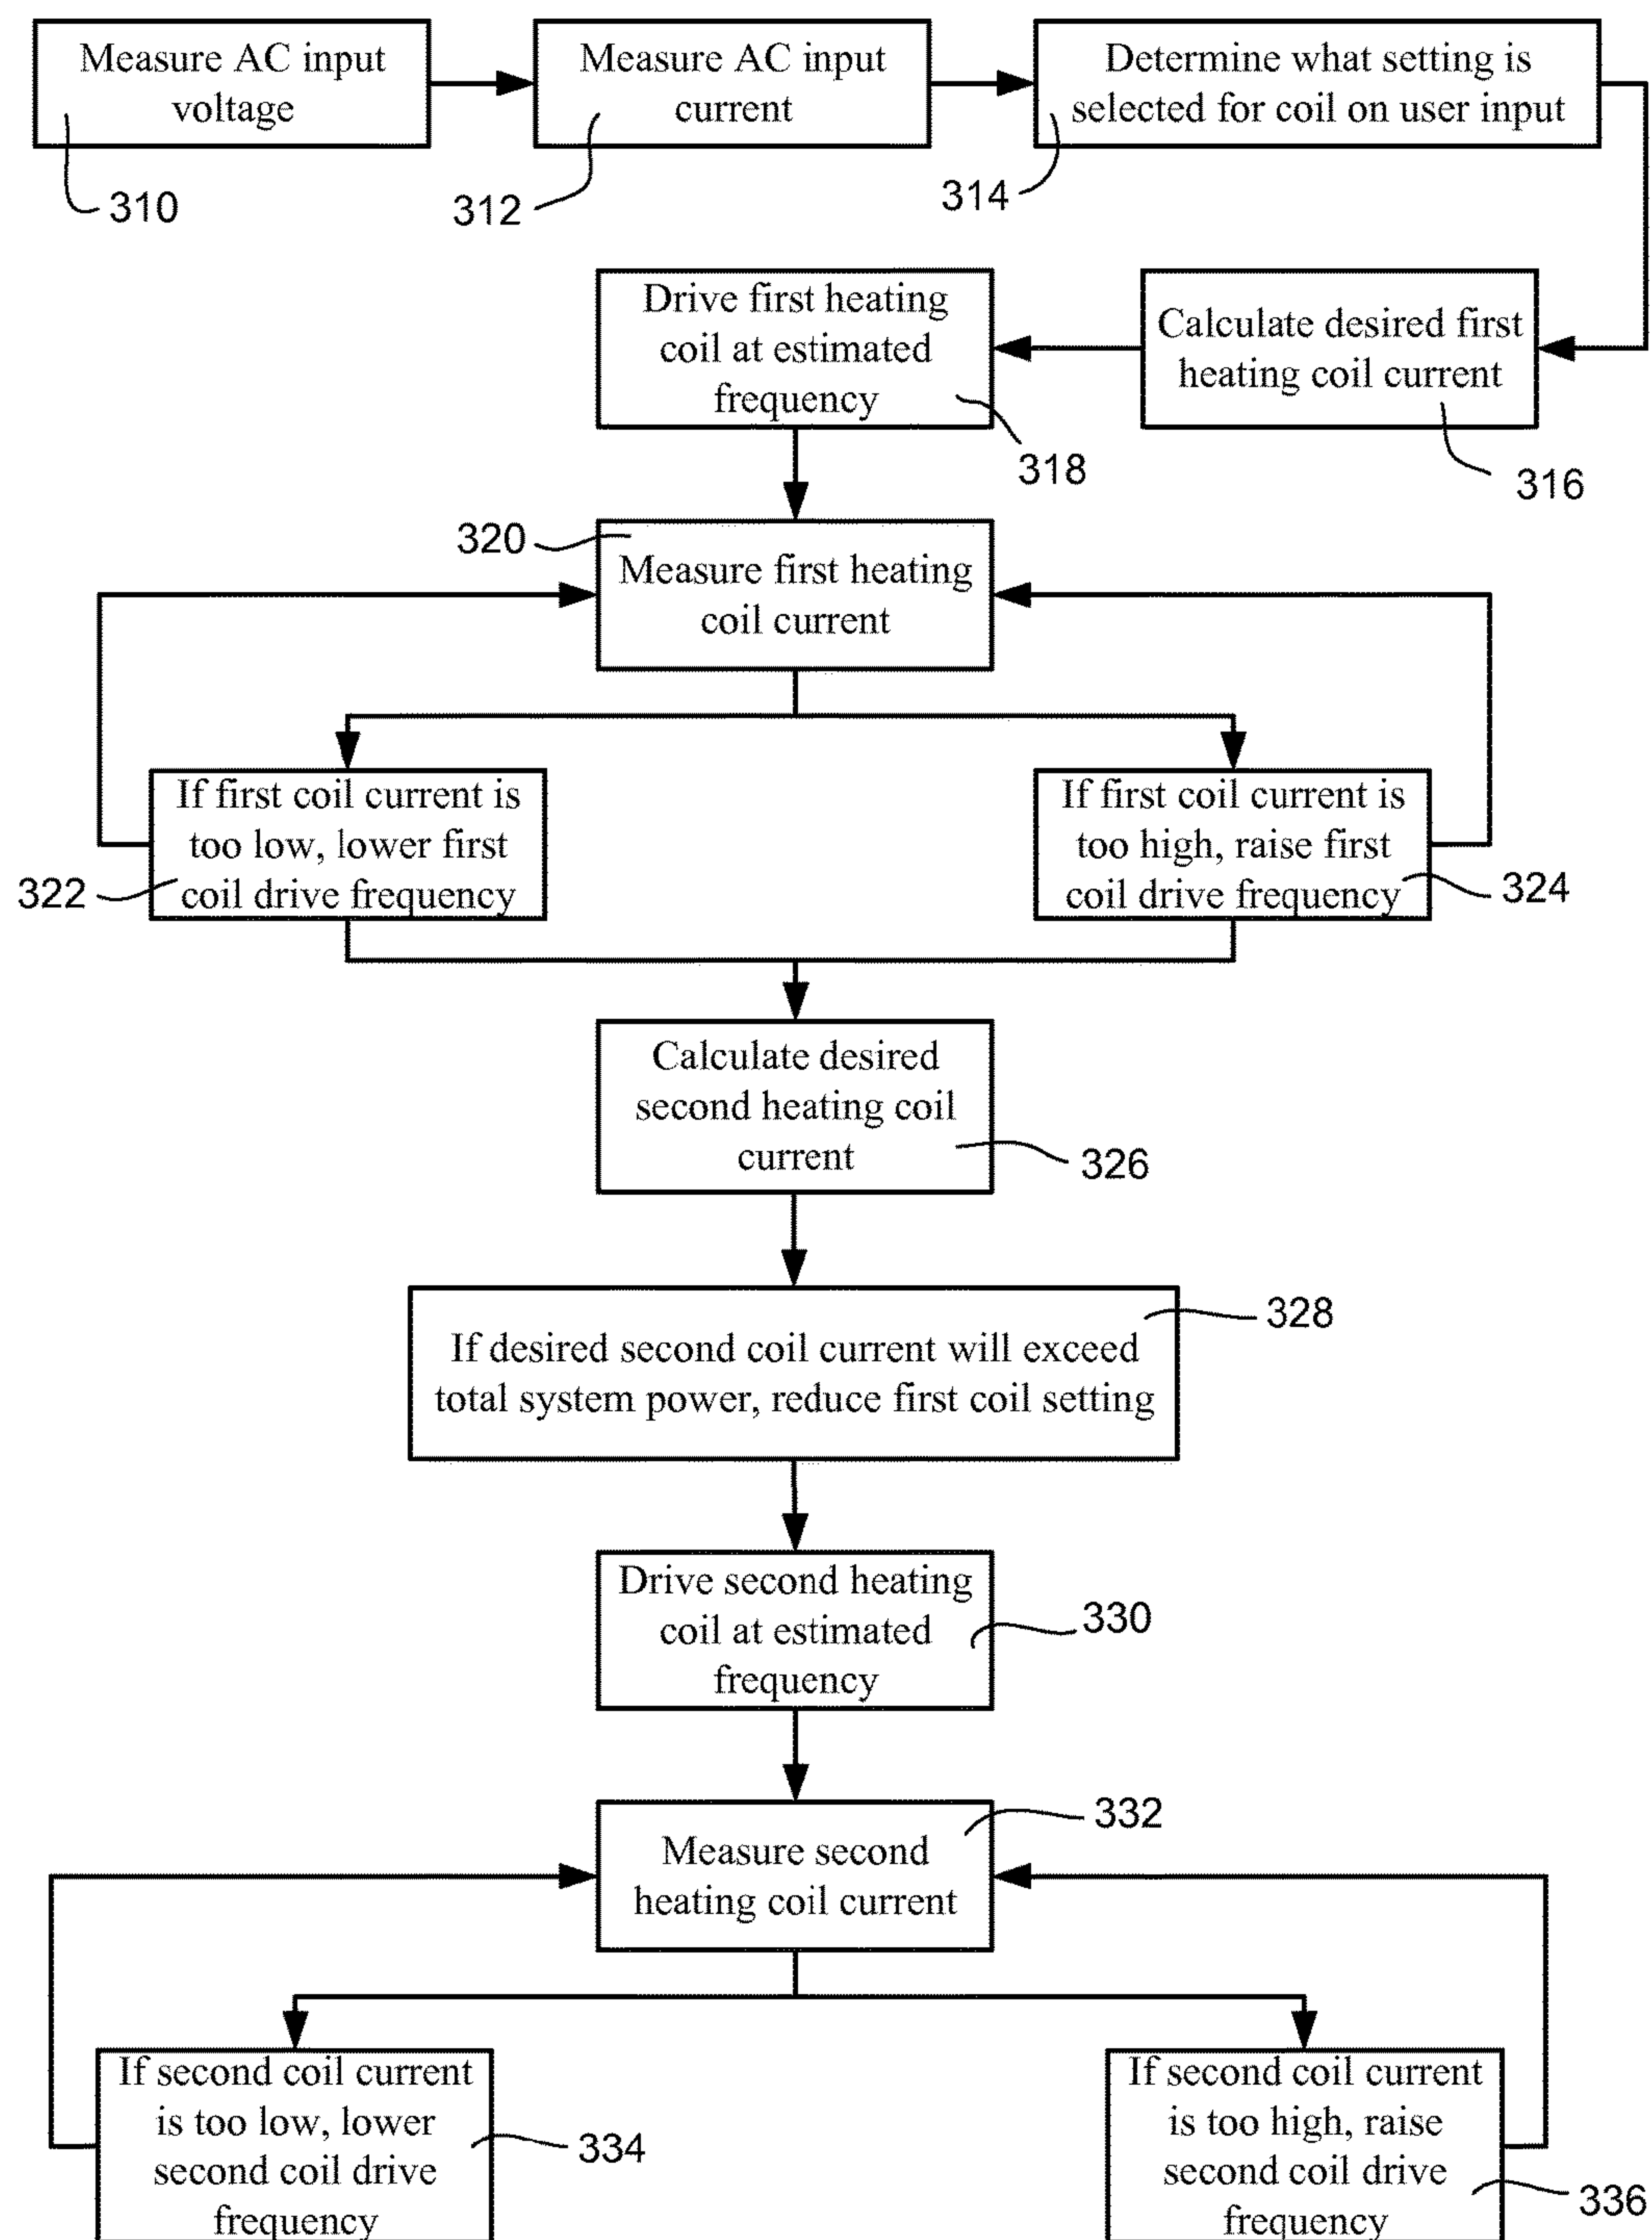 Measure AC input
voltage
310
Measure AC input
current
312
Determine what setting is
selected for coil on user input
314
Calculate desired first
heating coil current
316
Drive first heating
coil at estimated
frequency
318
320
Measure first heating
coil current
If first coil current is
too low, lower first
coil drive frequency
322
If first coil current is
too high, raise first
coil drive frequency
324
Calculate desired
second heating coil
current
326
If desired second coil current will exceed
total system power, reduce first coil setting
328
Drive second heating
coil at estimated
frequency
330
Measure second
heating coil current
332
If second coil current
is too low, lower
second coil drive
frequency
334
If second coil current
is too high, raise
second coil drive
frequency
336